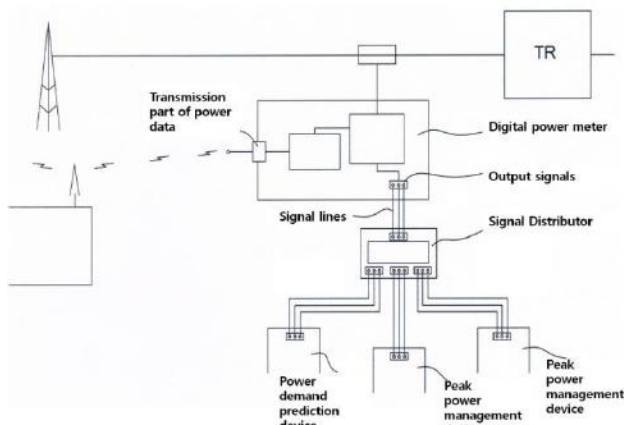 TR
Transmission
part of power
data
Digital power meter
Output signals
Signal lines
Signal Distributor
Power
demand
prediction
device
Peak
power
management
Peak
power
management
device